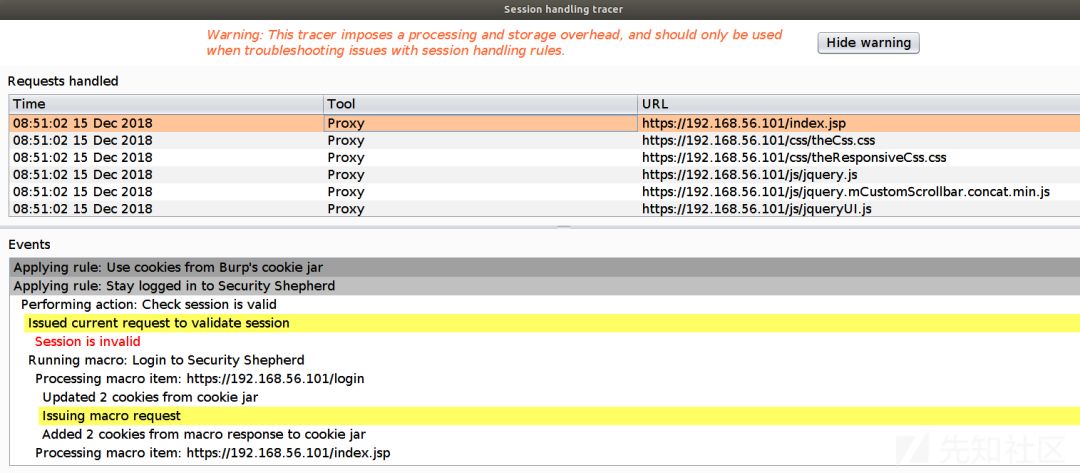 Session handling tracer
Warning: This tracer imposes a processing and storage overhead, and should only be used
when troubleshooting issues with session handling rules.
Hide warning
Requests handled
Time Tool URL
08:51:02 15 Dec 2018 Proxy https://192.168.56.101/index.jsp
08:51:02 15 Dec 2018 Proxy https://192.168.56.101/css/theCss.css
08:51:02 15 Dec 2018 Proxy https://192.168.56.101/css/theResponsiveCss.css
08:51:02 15 Dec 2018 Proxy https://192.168.56.101/js/jquery.js
08:51:02 15 Dec 2018 Proxy https://192.168.56.101/js/jquery.mCustomScrollbar.concat.min.js
08:51:02 15 Dec 2018 Proxy https://192.168.56.101/js/jqueryUI.js
Events
Applying rule: Use cookies from Burp's cookie jar
Applying rule: Stay logged in to Security Shepherd
Performing action: Check session is valid
Issued current request to validate session
Session is invalid
Running macro: Login to Security Shepherd
Processing macro item: https://192.168.56.101/login
Updated 2 cookies from cookie jar
Issuing macro request
Added 2 cookies from macro response to cookie jar
Processing macro item: https://192.168.56.101/index.jsp
先知社区